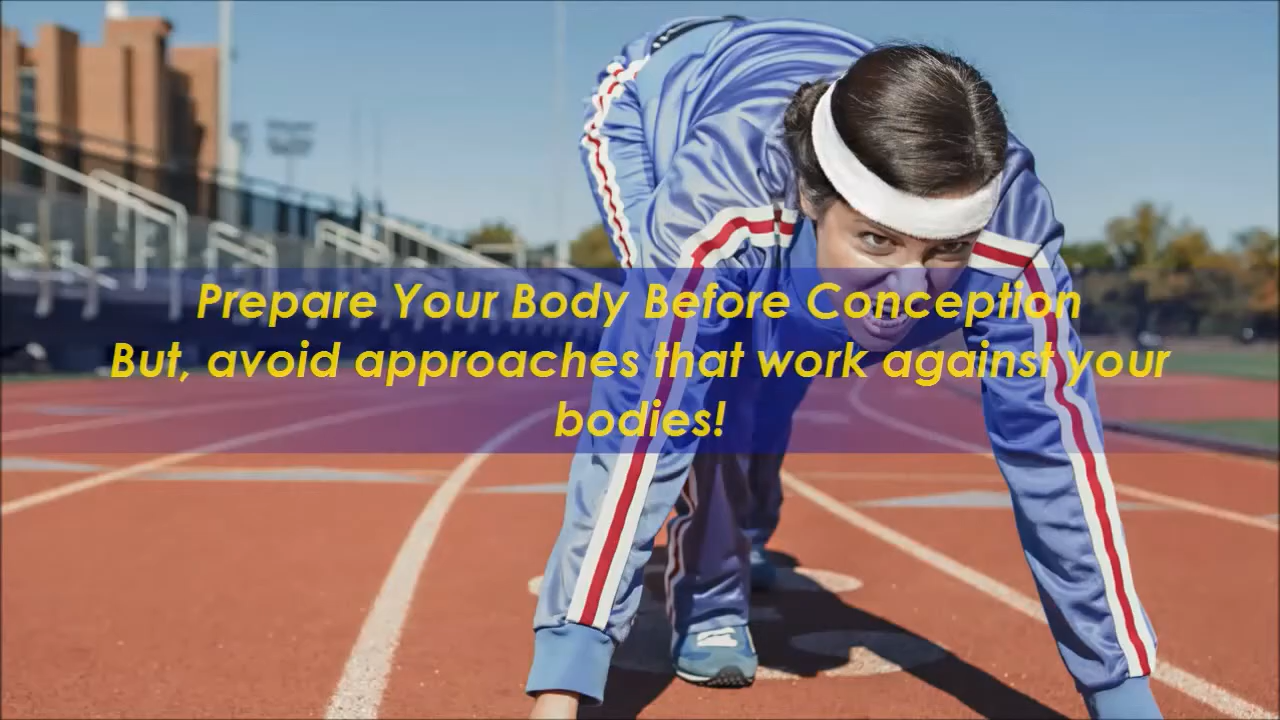 Prepare Your Body Before Conception
But, avoid approaches that work against your
bodies!